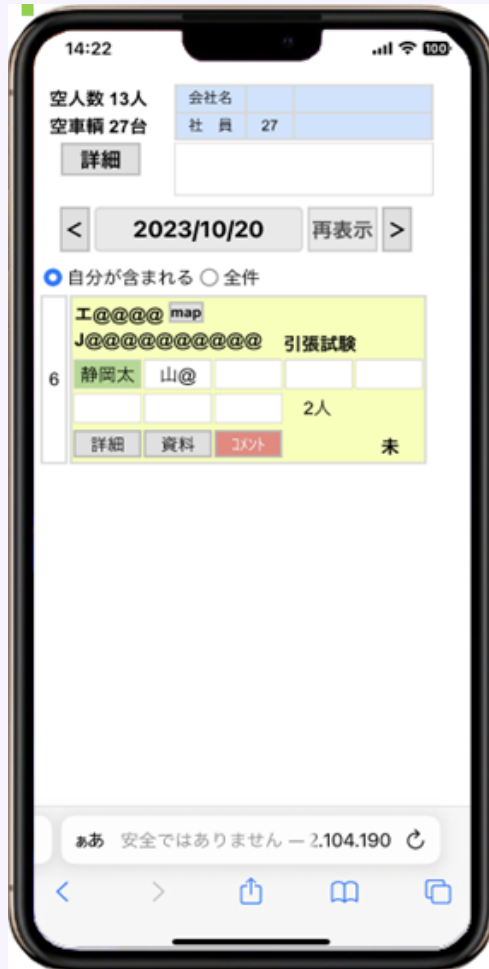 14:22
100
空人数 13人
空車輌 27台
会社名
社 員 27
詳細
< 2023/10/20 再表示 >
自分が含まれる 全件
エ@@@@ map
J@@@@@@@@@@ 引張試験
6
静岡太 山@
2人
詳細 資料 コメント 未
ぁあ 安全ではありません — 2.104.190